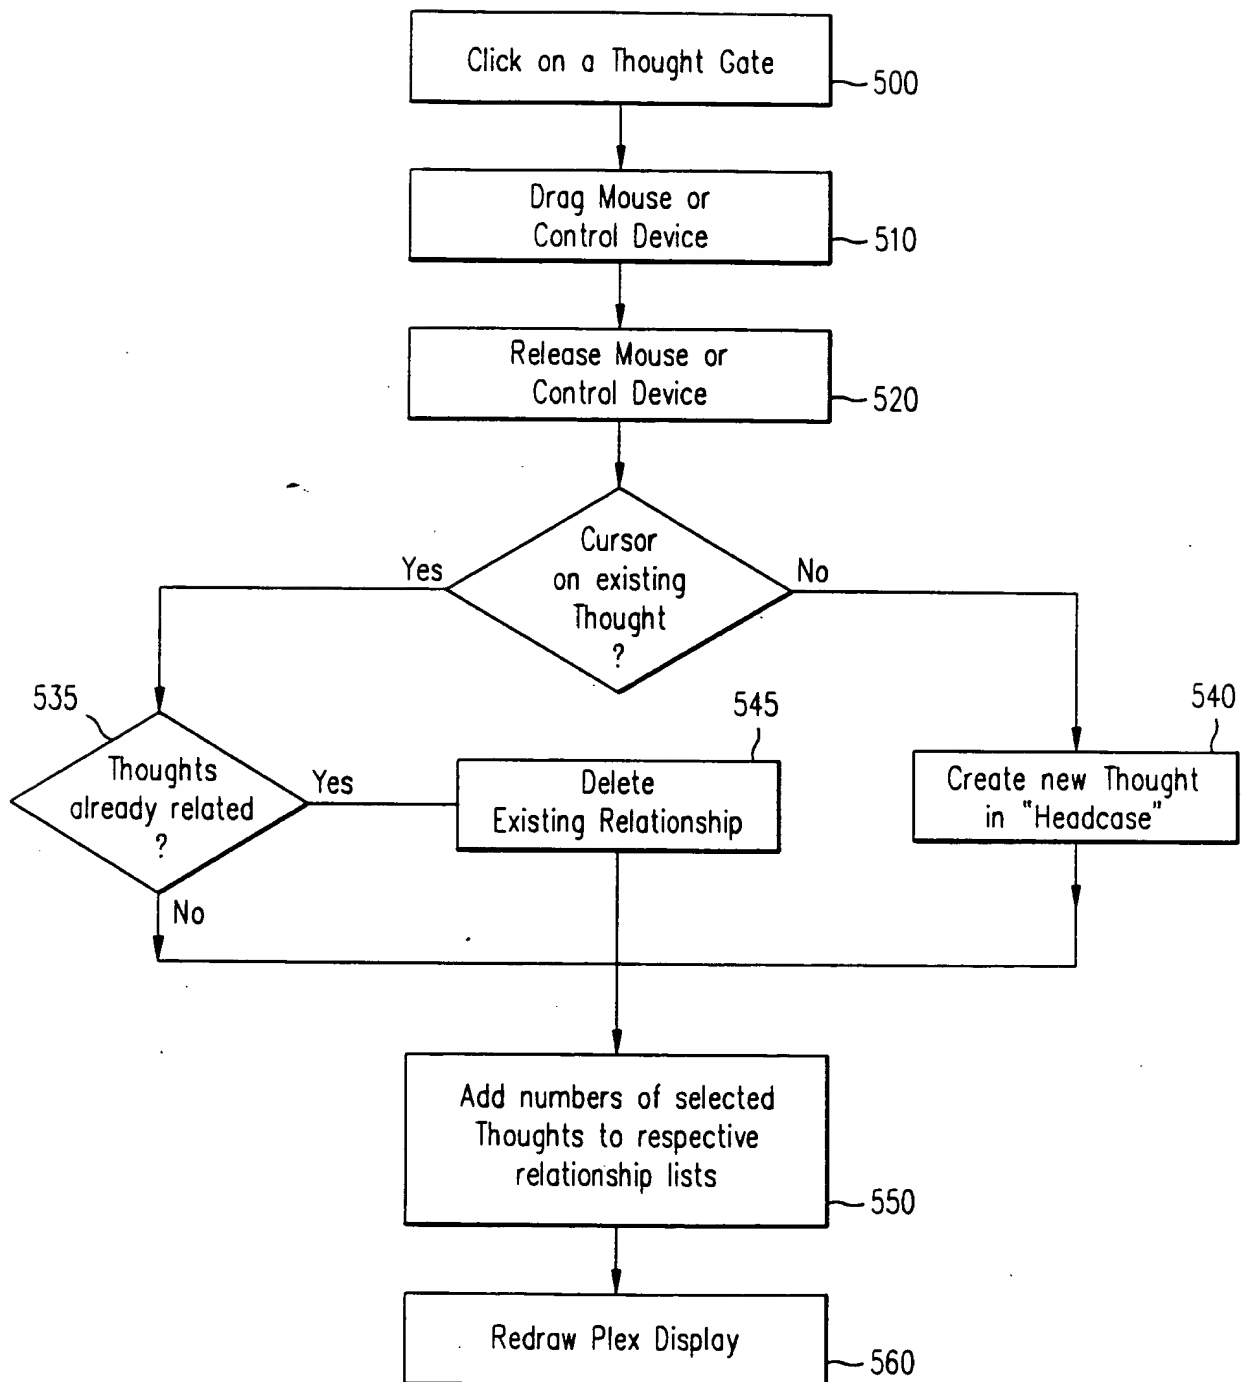 Click on a Thought Gate
500
Drag Mouse or
Control Device
510
Release Mouse or
Control Device
520
Cursor
on existing
Thought
?
Yes
No
535
Thoughts
already related
?
Yes
No
545
Delete
Existing Relationship
540
Create new Thought
in "Headcase"
Add numbers of selected
Thoughts to respective
relationship lists
550
Redraw Plex Display
560